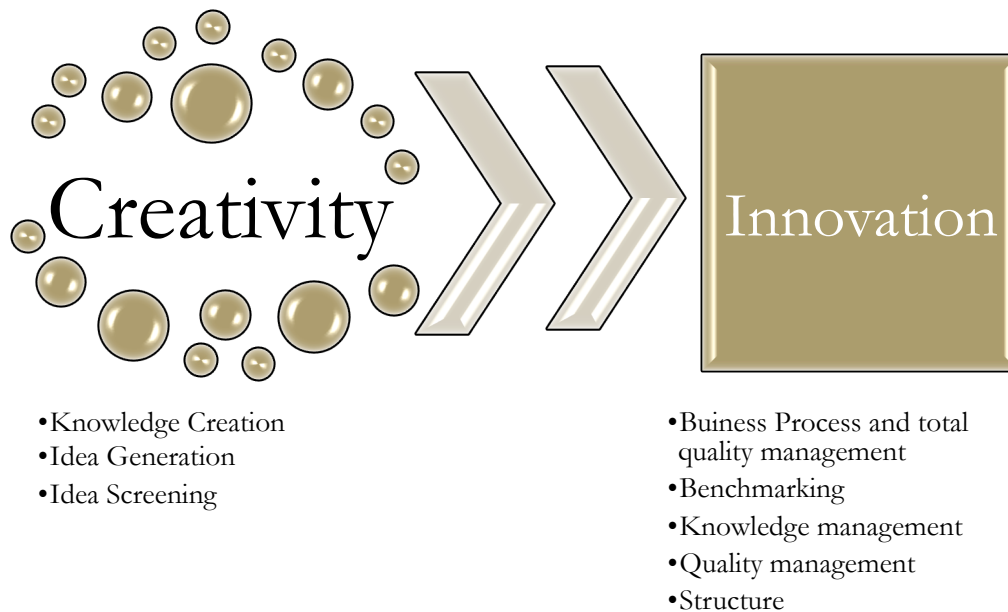 Creativity
Innovation
•Knowledge Creation
•Idea Generation
•Idea Screening
•Buiness Process and total
quality management
•Benchmarking
•Knowledge management
•Quality management
•Structure